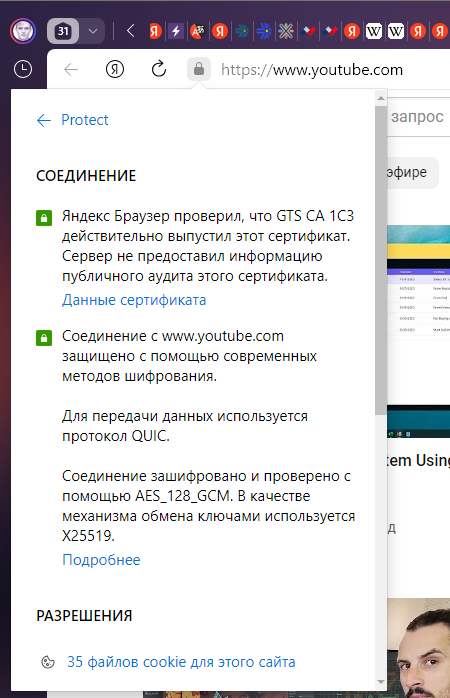 31
https://www.youtube.com
запрос
Protect
эфире
СОЕДИНЕНИЕ
Яндекс Браузер проверил, что GTS CA 1C3
действительно выпустил этот сертификат.
Сервер не предоставил информацию
публичного аудита этого сертификата.
Данные сертификата
Соединение с www.youtube.com
защищено с помощью современных
методов шифрования.
Для передачи данных используется
протокол QUIC.
Соединение зашифровано и проверено с
помощью AES_128_GCM. В качестве
механизма обмена ключами используется
X25519.
Подробнее
tem Using
РАЗРЕШЕНИЯ
35 файлов cookie для этого сайта